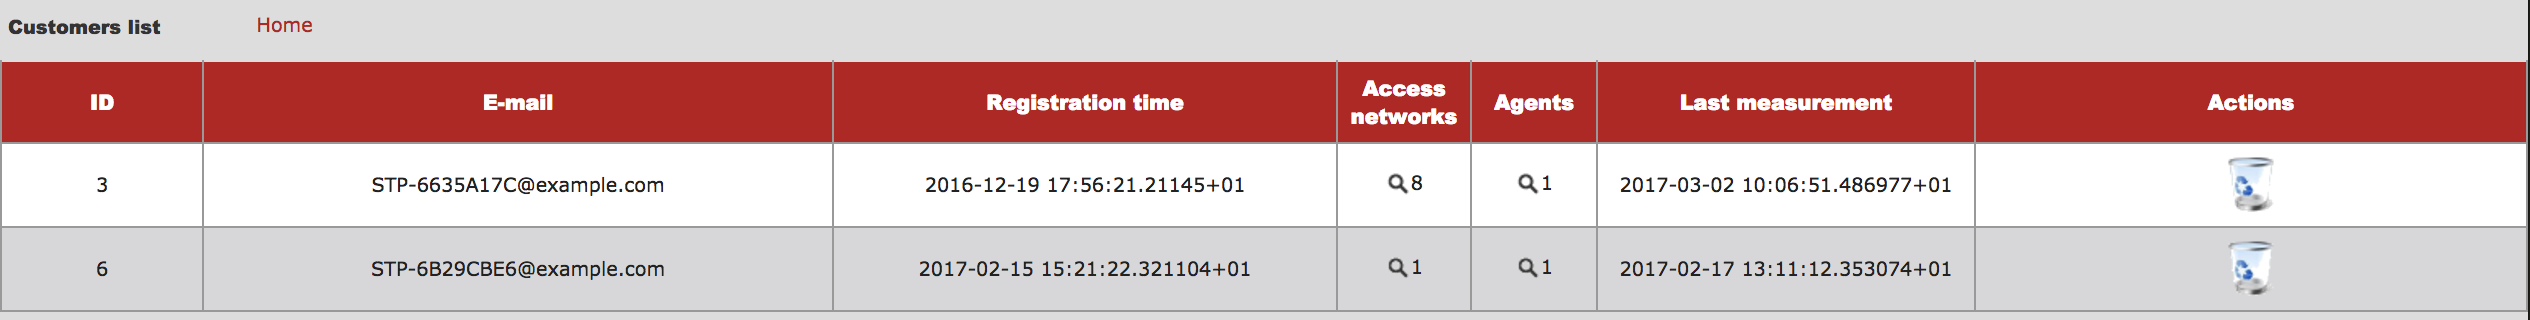 Customers list Home
ID E-mail Registration time Access networks Agents Last measurement Actions
3 STP-6635A17C@example.com 2016-12-19 17:56:21.21145+01 8 1 2017-03-02 10:06:51.486977+01
6 STP-6B29CBE6@example.com 2017-02-15 15:21:22.321104+01 1 1 2017-02-17 13:11:12.353074+01